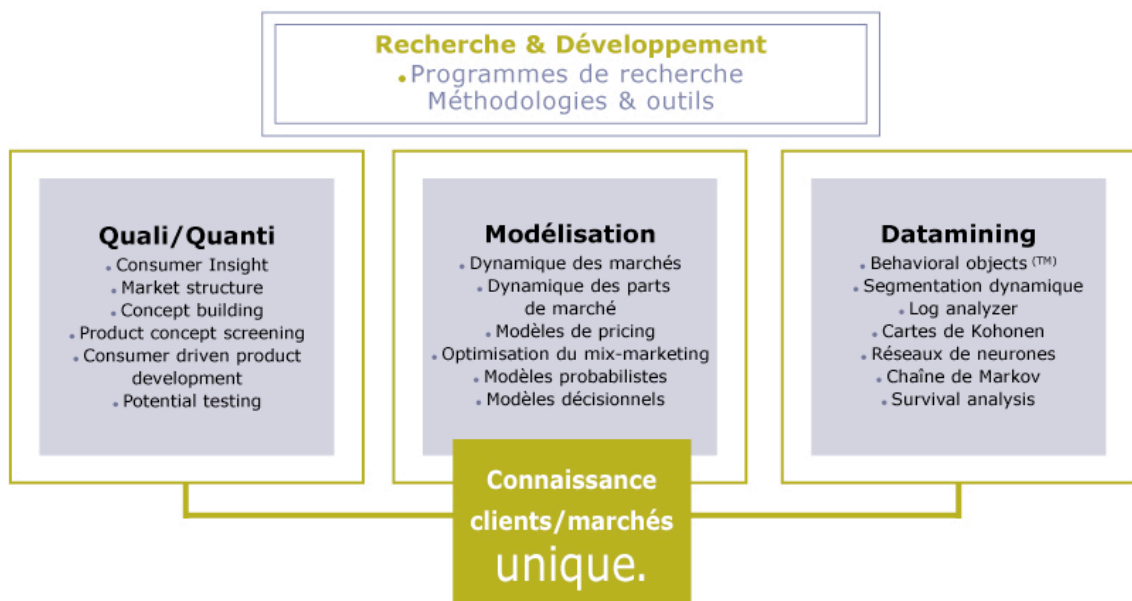 Recherche & Développement
• Programmes de recherche
Méthodologies & outils
Quali/Quanti
• Consumer Insight
• Market structure
• Concept building
• Product concept screening
• Consumer driven product
development
• Potential testing
Modélisation
• Dynamique des marchés
• Dynamique des parts
de marché
• Modèles de pricing
• Optimisation du mix-marketing
• Modèles probabilistes
• Modèles décisionnels
Datamining
• Behavioral objects (TM)
• Segmentation dynamique
• Log analyzer
• Cartes de Kohonen
• Réseaux de neurones
• Chaîne de Markov
• Survival analysis
Connaissance
clients/marchés
unique.